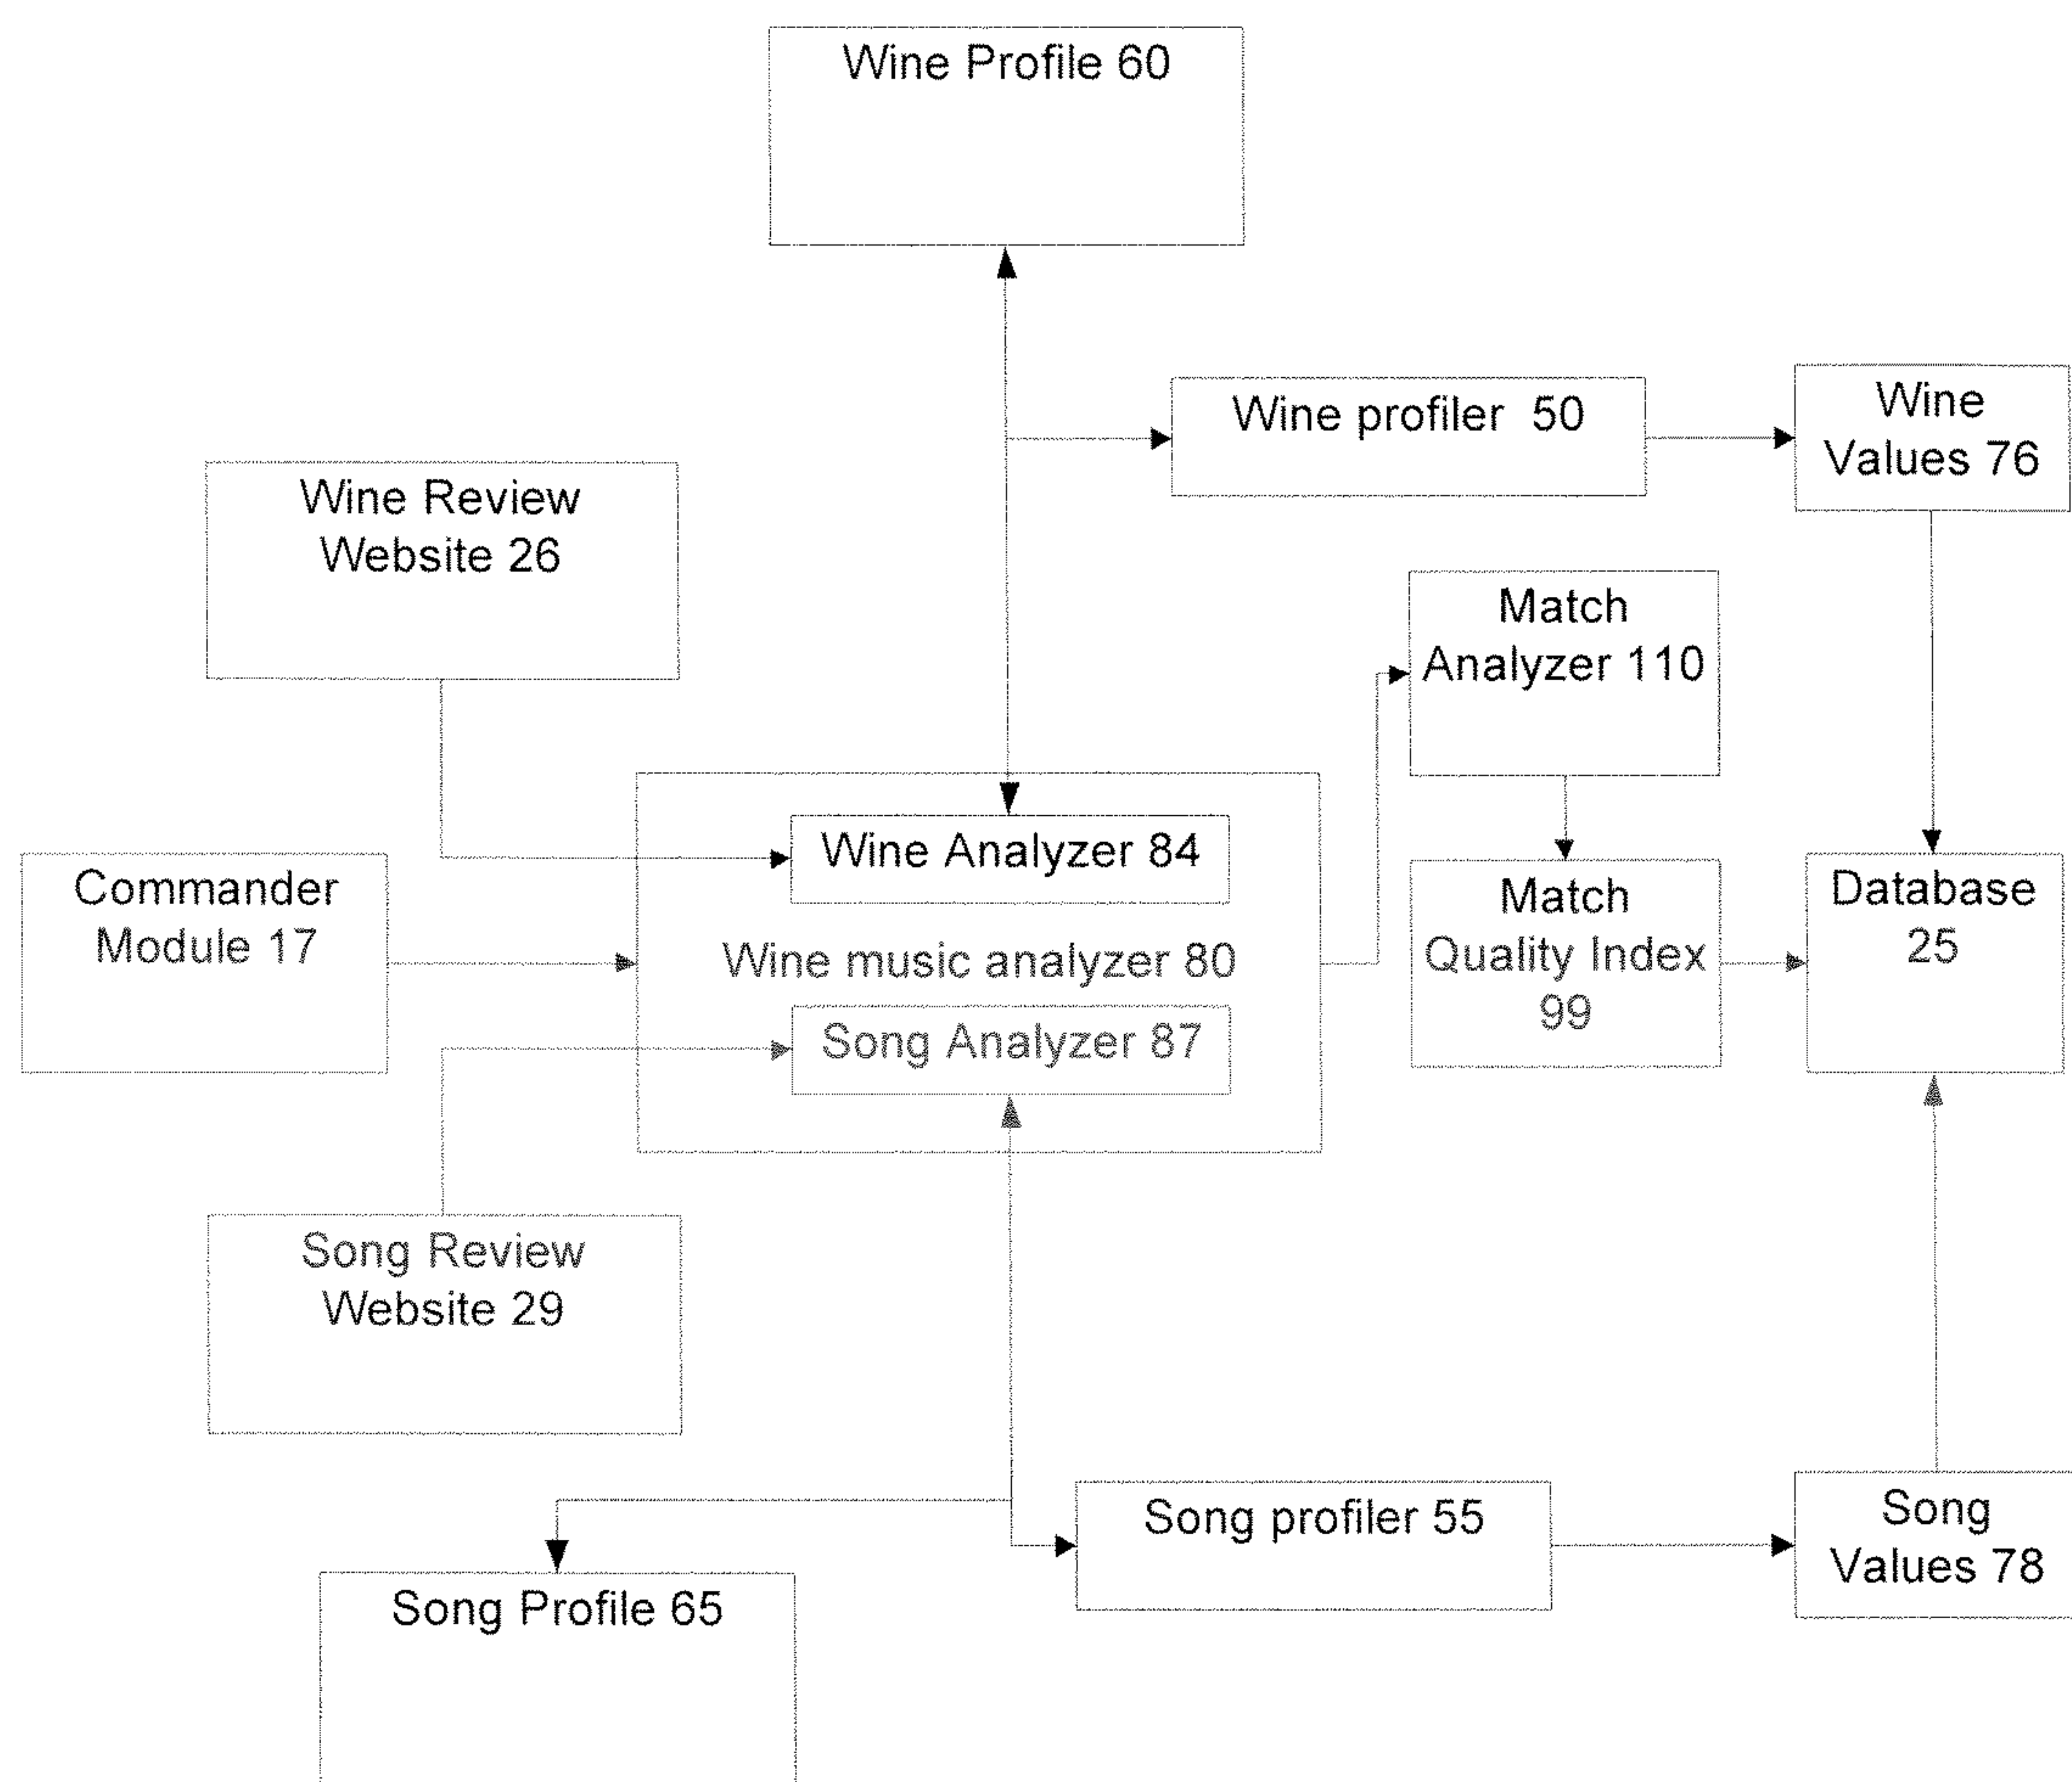 Wine Profile 60
Wine profiler 50
Wine
Values 76
Wine Review
Website 26
Match
Analyzer 110
Wine Analyzer 84
Commander
Module 17
Wine music analyzer 80
Match
Quality Index
99
Database
25
Song Analyzer 87
Song Review
Website 29
Song profiler 55
Song
Values 78
Song Profile 65